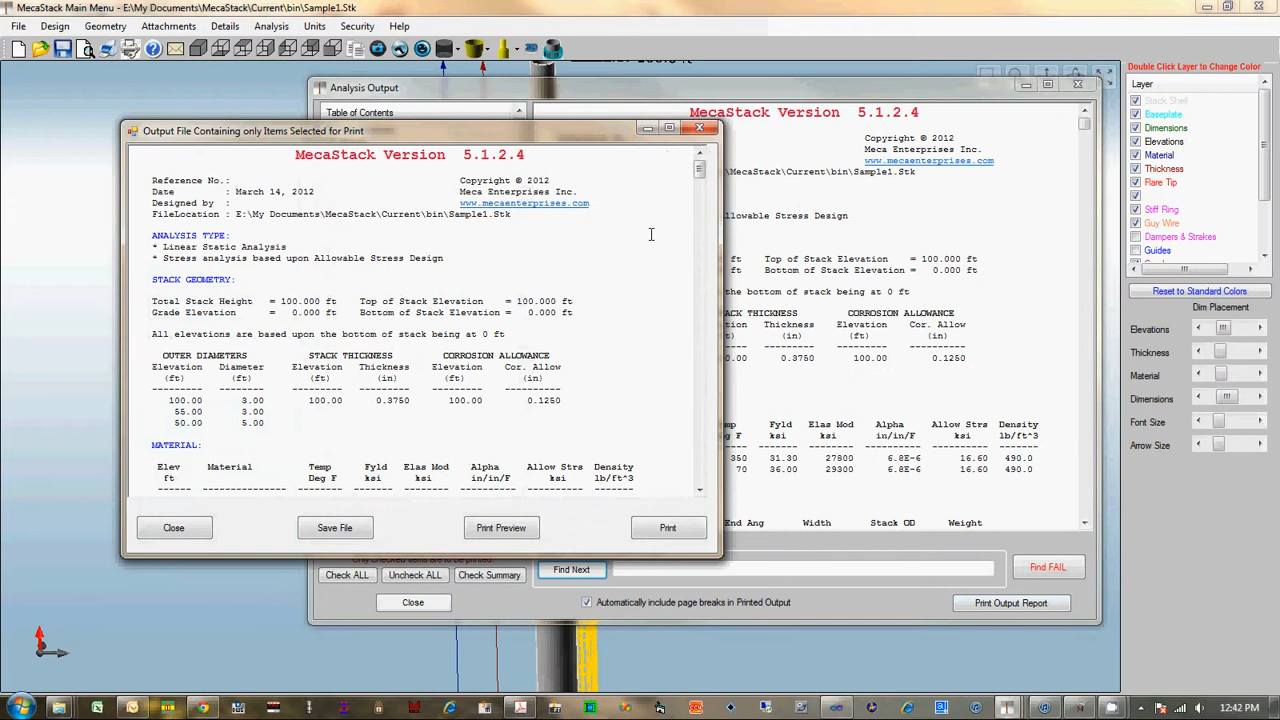 MecaStack Main Menu - E:\My Documents\MecaStack\Current\bin\Sample1.Stk
File Design Geometry Attachments Details Analysis Units Security Help
Analysis Output
Table of Contents
MecaStack Version 5.1.2.4
Copyright © 2012
Meca Enterprises Inc.
www.mecaenterprises.com
MecaStack\Current\bin\Sample1.Stk
llowable Stress Design
ft Top of Stack Elevation = 100.000 ft
ft Bottom of Stack Elevation = 0.000 ft
the bottom of stack being at 0 ft
CK THICKNESS CORROSION ALLOWANCE
Thickness Elevation Cor. Allow
(in) (ft) (in)
0.3750 100.00 0.1250
Fyld Elas Mod Alpha Allow Strs Density
ksi ksi in/in/F ksi lb/ft^3
350 31.30 27800 6.8E-6 16.60 490.0
70 36.00 29300 6.8E-6 16.60 490.0
End Ang Width Stack OD Weight
Output File Containing only Items Selected for Print
MecaStack Version 5.1.2.4
Reference No.: Copyright © 2012
Date : March 14, 2012 Meca Enterprises Inc.
Designed by : www.mecaenterprises.com
FileLocation : E:\My Documents\MecaStack\Current\bin\Sample1.Stk
ANALYSIS TYPE:
* Linear Static Analysis
* Stress analysis based upon Allowable Stress Design
STACK GEOMETRY:
Total Stack Height = 100.000 ft Top of Stack Elevation = 100.000 ft
Grade Elevation = 0.000 ft Bottom of Stack Elevation = 0.000 ft
All elevations are based upon the bottom of stack being at 0 ft
OUTER DIAMETERS STACK THICKNESS CORROSION ALLOWANCE
Elevation Diameter Elevation Thickness Elevation Cor. Allow
(ft) (ft) (ft) (in) (ft) (in)
100.00 3.00 100.00 0.3750 100.00 0.1250
55.00 3.00
50.00 5.00
MATERIAL:
Elev Material Temp Fyld Elas Mod Alpha Allow Strs Density
ft Deg F ksi ksi in/in/F ksi lb/ft^3
Close Save File Print Preview Print
Check ALL Uncheck ALL Check Summary Find Next Find FAIL
Close Automatically include page breaks in Printed Output Print Output Report
Double Click Layer to Change Color
Layer
Stack Shell
Baseplate
Dimensions
Elevations
Material
Thickness
Flare Tip
Stiff Ring
Guy Wire
Dampers & Strakes
Guides
Reset to Standard Colors
Dim Placement
Elevations
Thickness
Material
Dimensions
Font Size
Arrow Size
12:42 PM